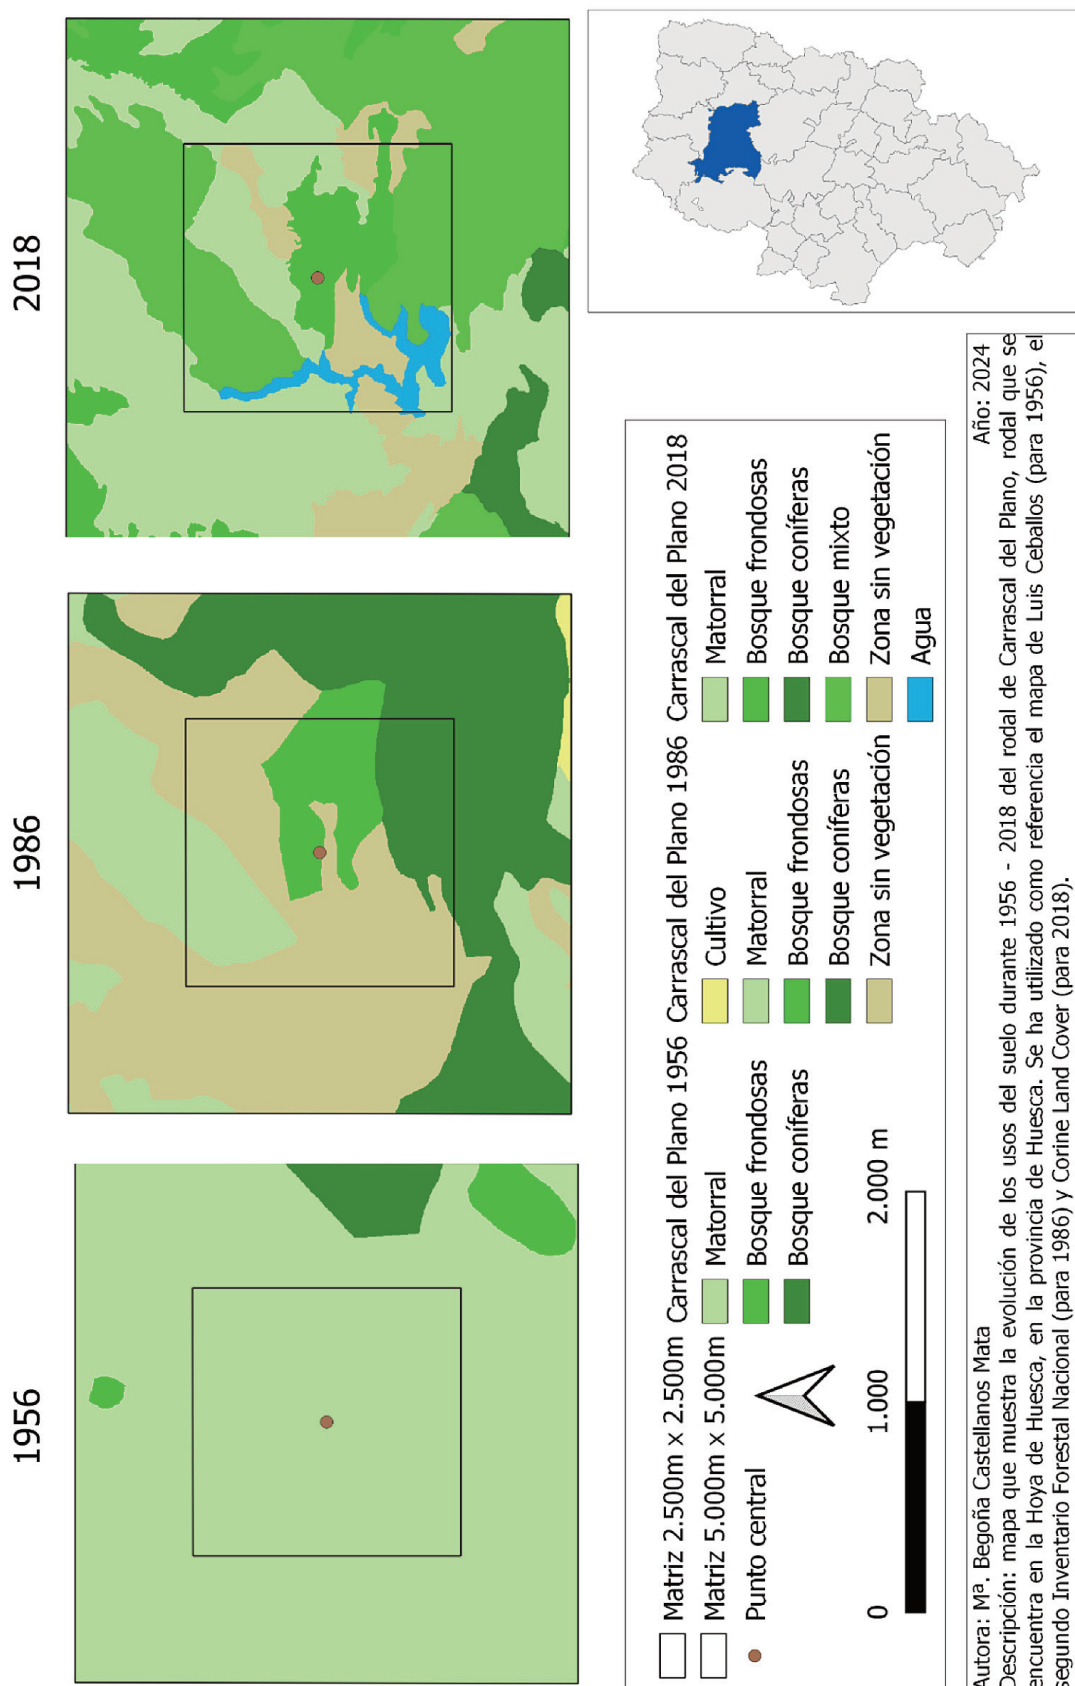 1956
1986
2018
Matriz 2.500m x 2.500m
Matriz 5.000m x 5.000m
Punto central
Carrascal del Plano 1956
Matorral
Bosque frondosas
Bosque coníferas
Carrascal del Plano 1986
Cultivo
Matorral
Bosque frondosas
Bosque coníferas
Zona sin vegetación
Carrascal del Plano 2018
Matorral
Bosque frondosas
Bosque coníferas
Bosque mixto
Zona sin vegetación
Agua
0 1.000 2.000 m
Autora: Mª. Begoña Castellanos Mata Año: 2024
Descripción: mapa que muestra la evolución de los usos del suelo durante 1956 - 2018 del rodal de Carrascal del Plano, rodal que se
encuentra en la Hoya de Huesca, en la provincia de Huesca. Se ha utilizado como referencia el mapa de Luis Ceballos (para 1956), el
segundo Inventario Forestal Nacional (para 1986) y Corine Land Cover (para 2018).